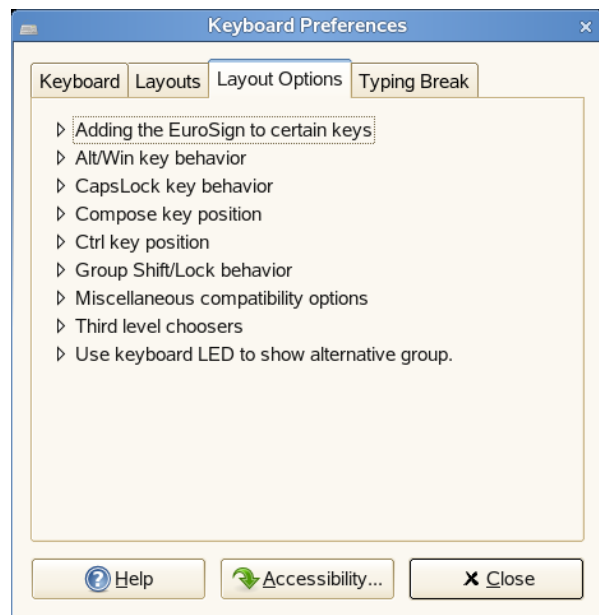 Keyboard Preferences
Keyboard Layouts Layout Options Typing Break
Adding the EuroSign to certain keys
Alt/Win key behavior
CapsLock key behavior
Compose key position
Ctrl key position
Group Shift/Lock behavior
Miscellaneous compatibility options
Third level choosers
Use keyboard LED to show alternative group.
Help Accessibility... Close